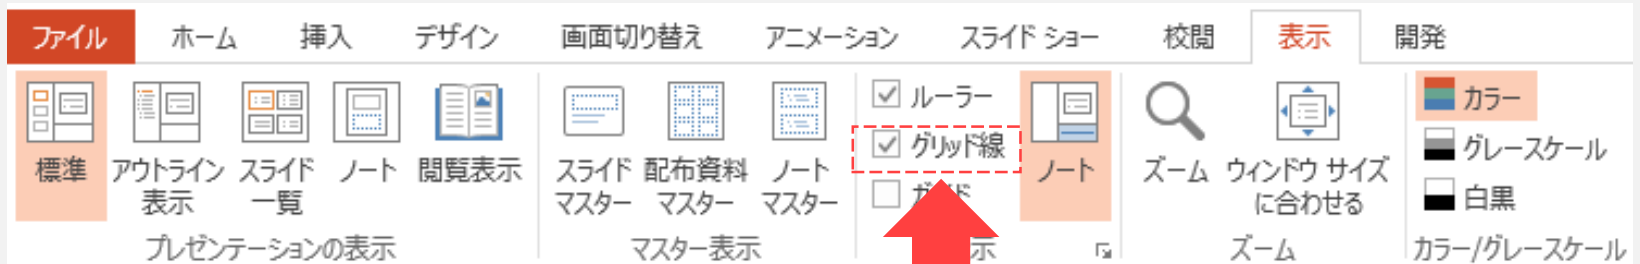 ファイル ホーム 挿入 デザイン 画面切り替え アニメーション スライド ショー 校閲 表示 開発
標準
アウトライン
表示
スライド
一覧
ノート
閲覧表示
プレゼンテーションの表示
スライド
マスター
配布資料
マスター
ノート
マスター
マスター表示
ルーラー
グリッド線
ノート
示
ズーム
ウィンドウ サイズ
に合わせる
ズーム
カラー
グレースケール
白黒
カラー/グレースケール